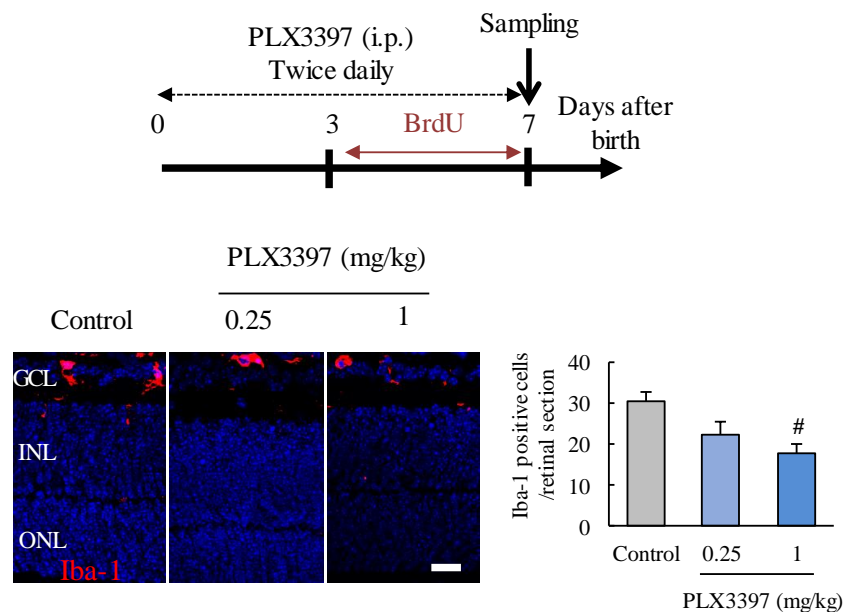 PLX3397 (i.p.)
Twice daily
Sampling
0
3
BrdU
7
Days after
birth
PLX3397 (mg/kg)
Control
0.25
1
GCL
INL
ONL
Iba-1
Iba-1 positive cells
/retinal section
40
30
20
10
0
#
Control
0.25
1
PLX3397 (mg/kg)